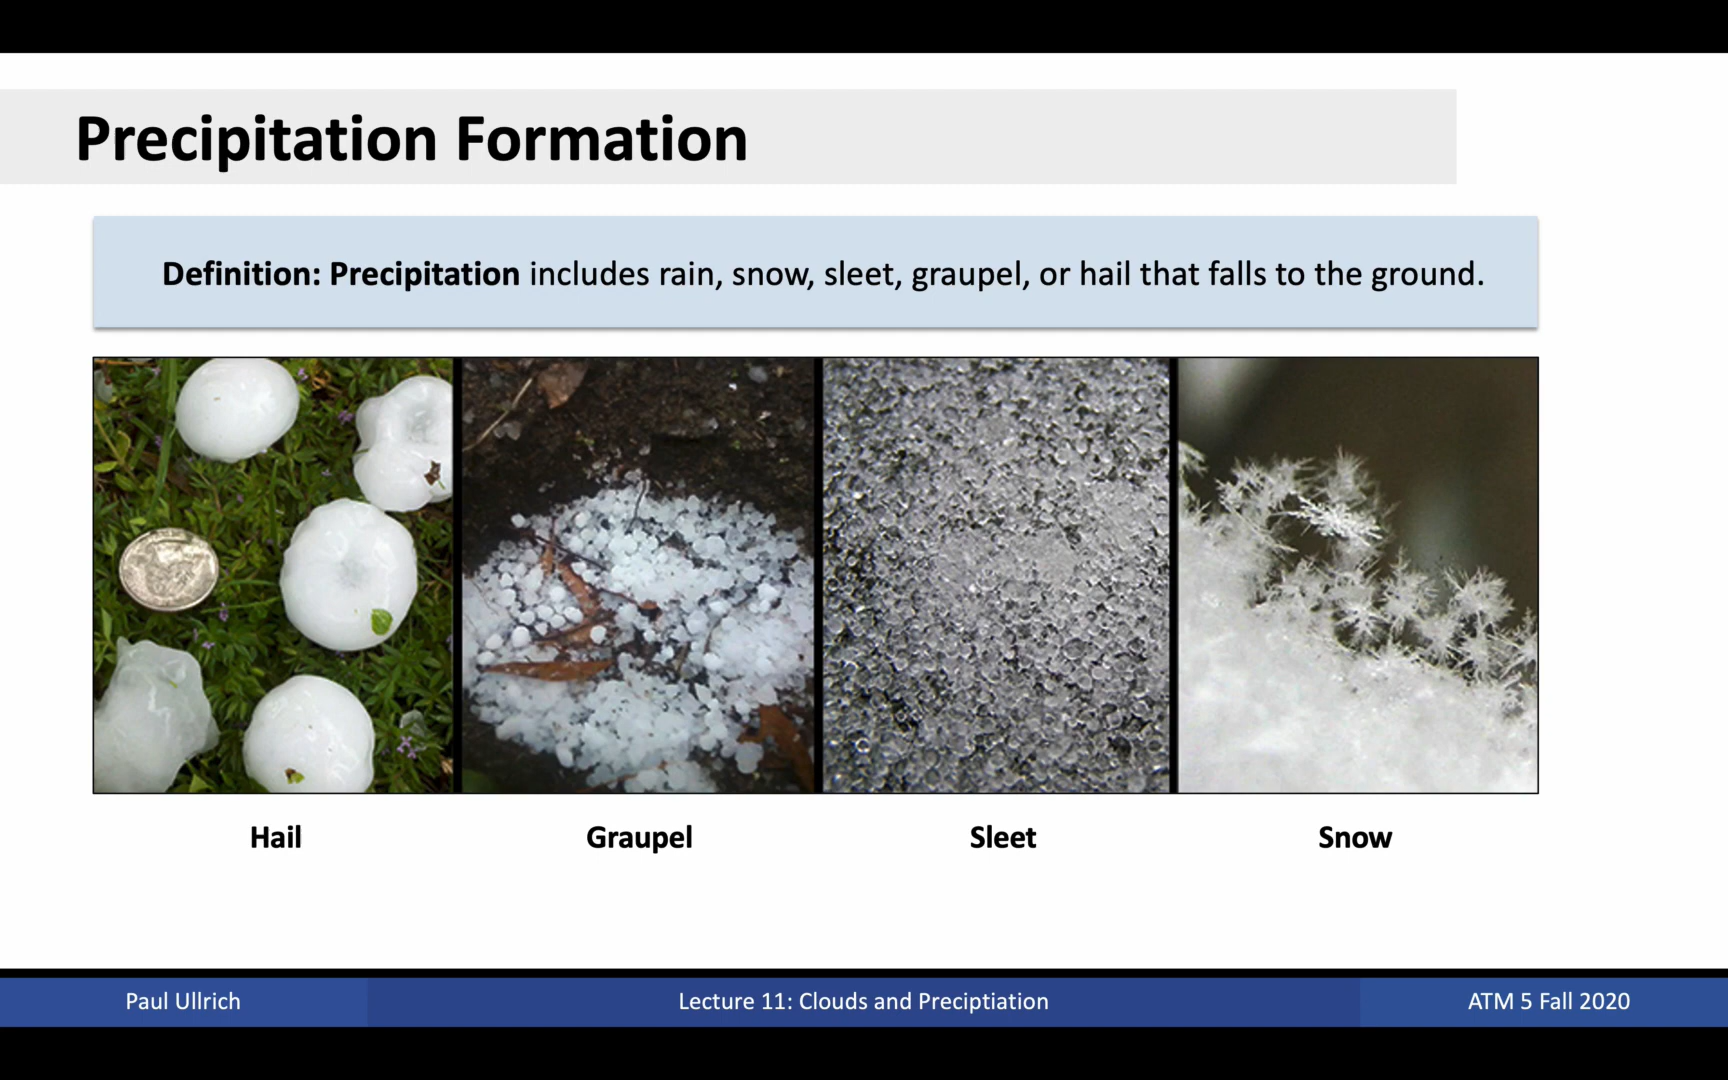 Precipitation Formation
Definition: Precipitation includes rain, snow, sleet, graupel, or hail that falls to the ground.
Hail
Graupel
Sleet
Snow
Paul Ullrich
Lecture 11: Clouds and Preciptiation
ATM 5 Fall 2020